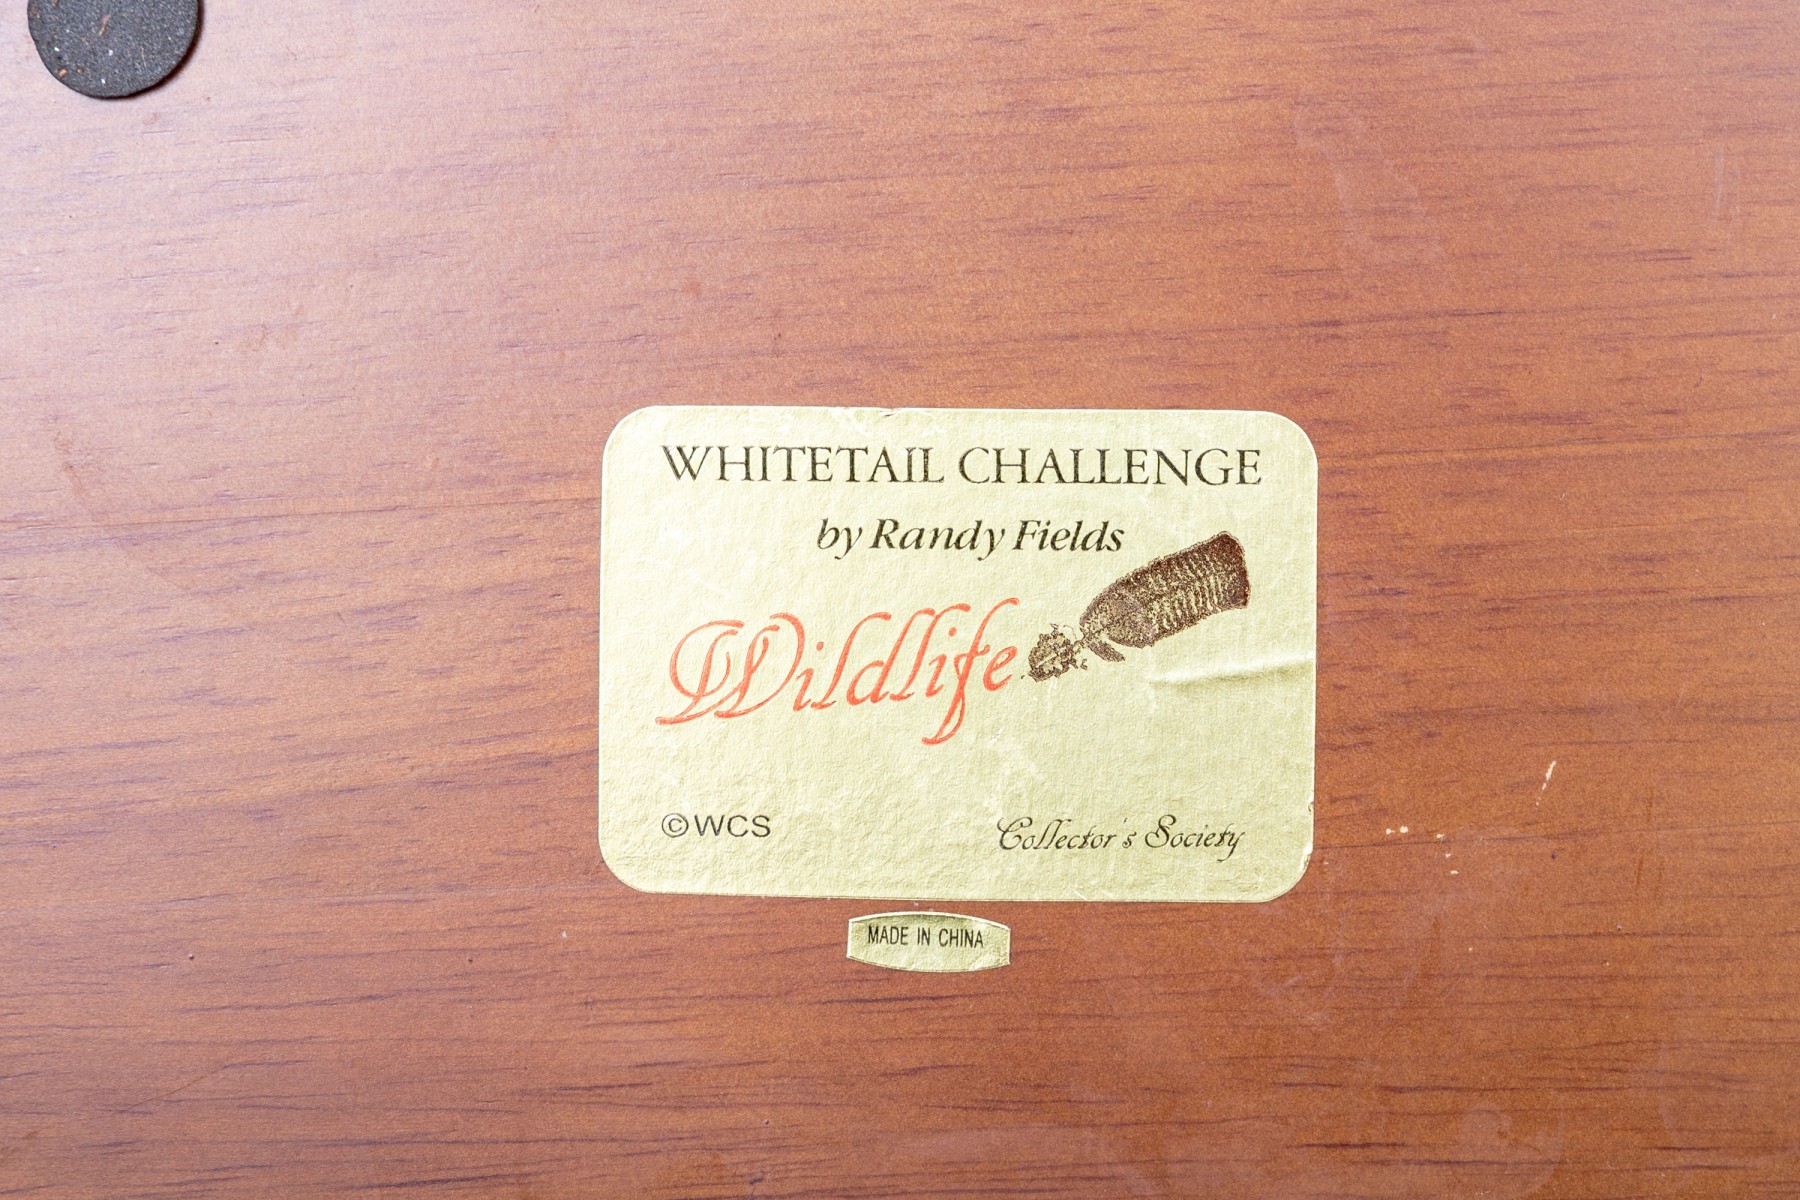 WHITETAIL CHALLENGE
by Randy Fields
Wildlife
©WCS
Collector's Society
MADE IN CHINA